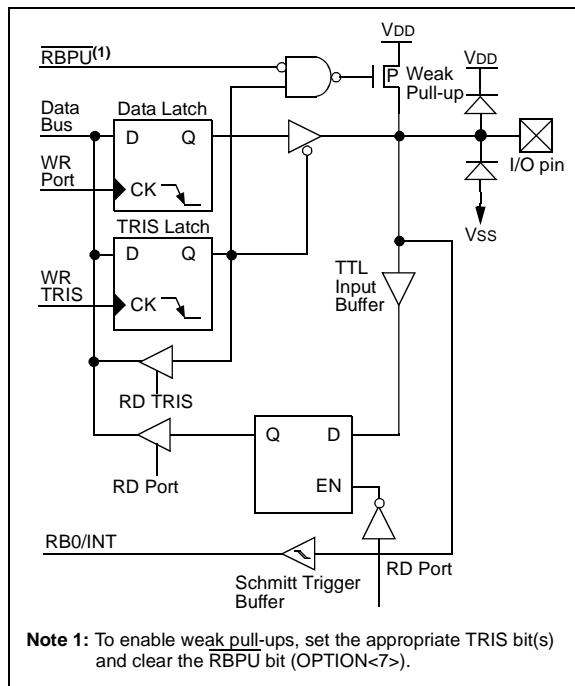 VDD
RBPU(1)
P Weak
Pull-up
VDD
Data
Bus
Data Latch
D Q
WR
Port
CK
I/O pin
VSS
TRIS Latch
D Q
WR
TRIS
CK
TTL
Input
Buffer
RD TRIS
Q D
RD Port
EN
RB0/INT
RD Port
Schmitt Trigger
Buffer
Note 1: To enable weak pull-ups, set the appropriate TRIS bit(s)
and clear the RBPU bit (OPTION<7>).